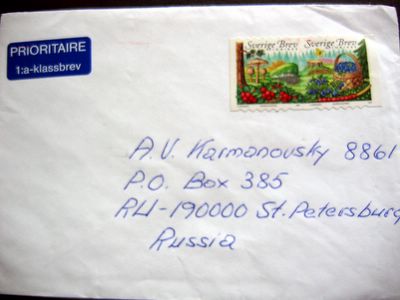 PRIORITAIRE
1:a-klassbrev
Sverige Brev Sverige Brev
A.V. Karmanovsky 8861
P.O. Box 385
RU-190000 St. Petersburg
Russia